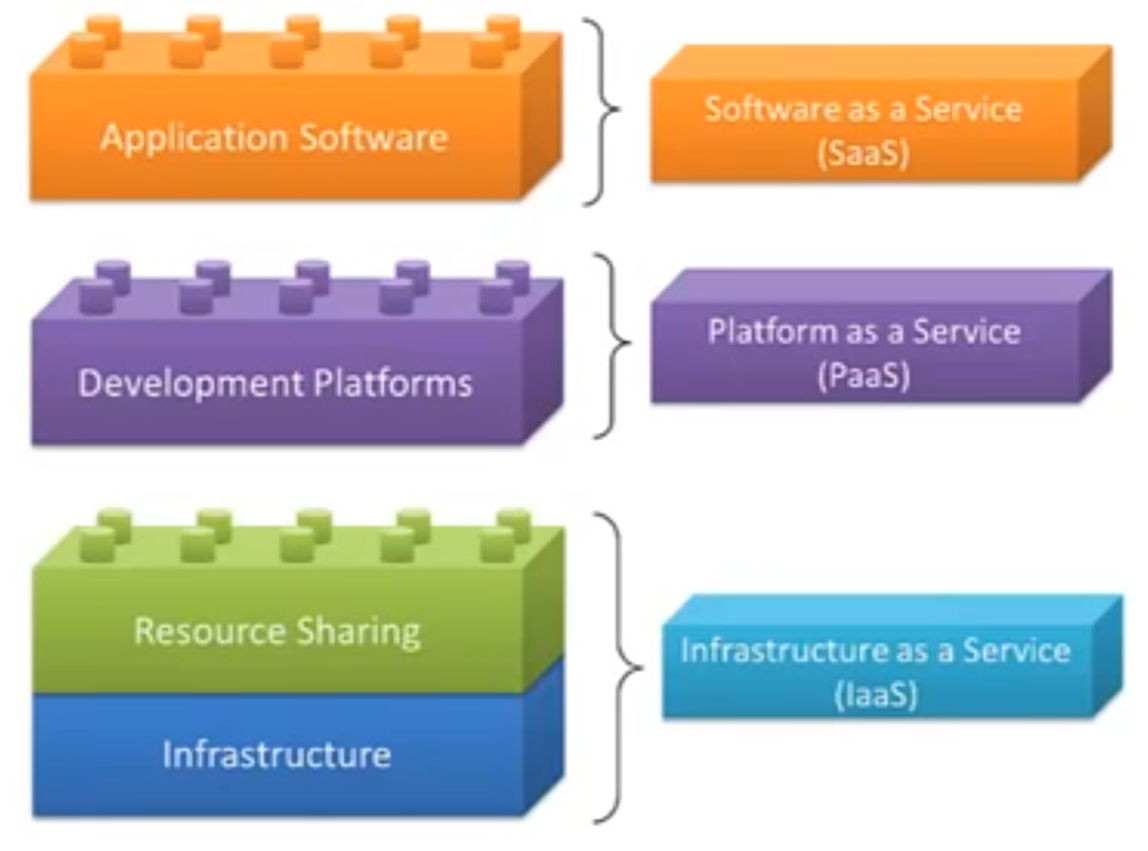 Application Software
Software as a Service
(SaaS)
Development Platforms
Platform as a Service
(PaaS)
Resource Sharing
Infrastructure as a Service
(IaaS)
Infrastructure